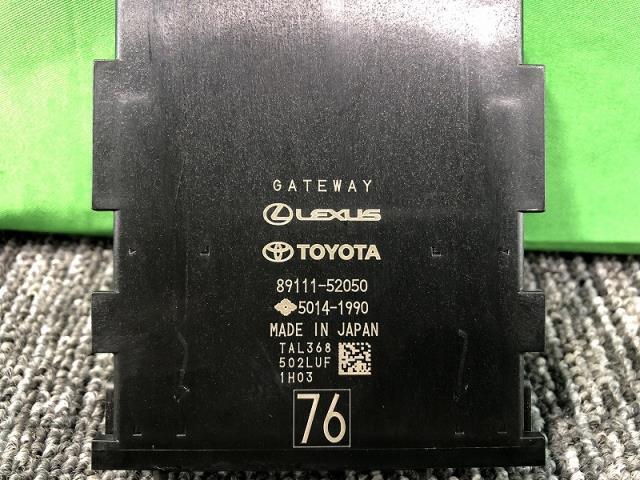 GATEWAY
LEXUS
TOYOTA
89111-52050
5014-1990
MADE IN JAPAN
TAL368
502LUF
1H03
76